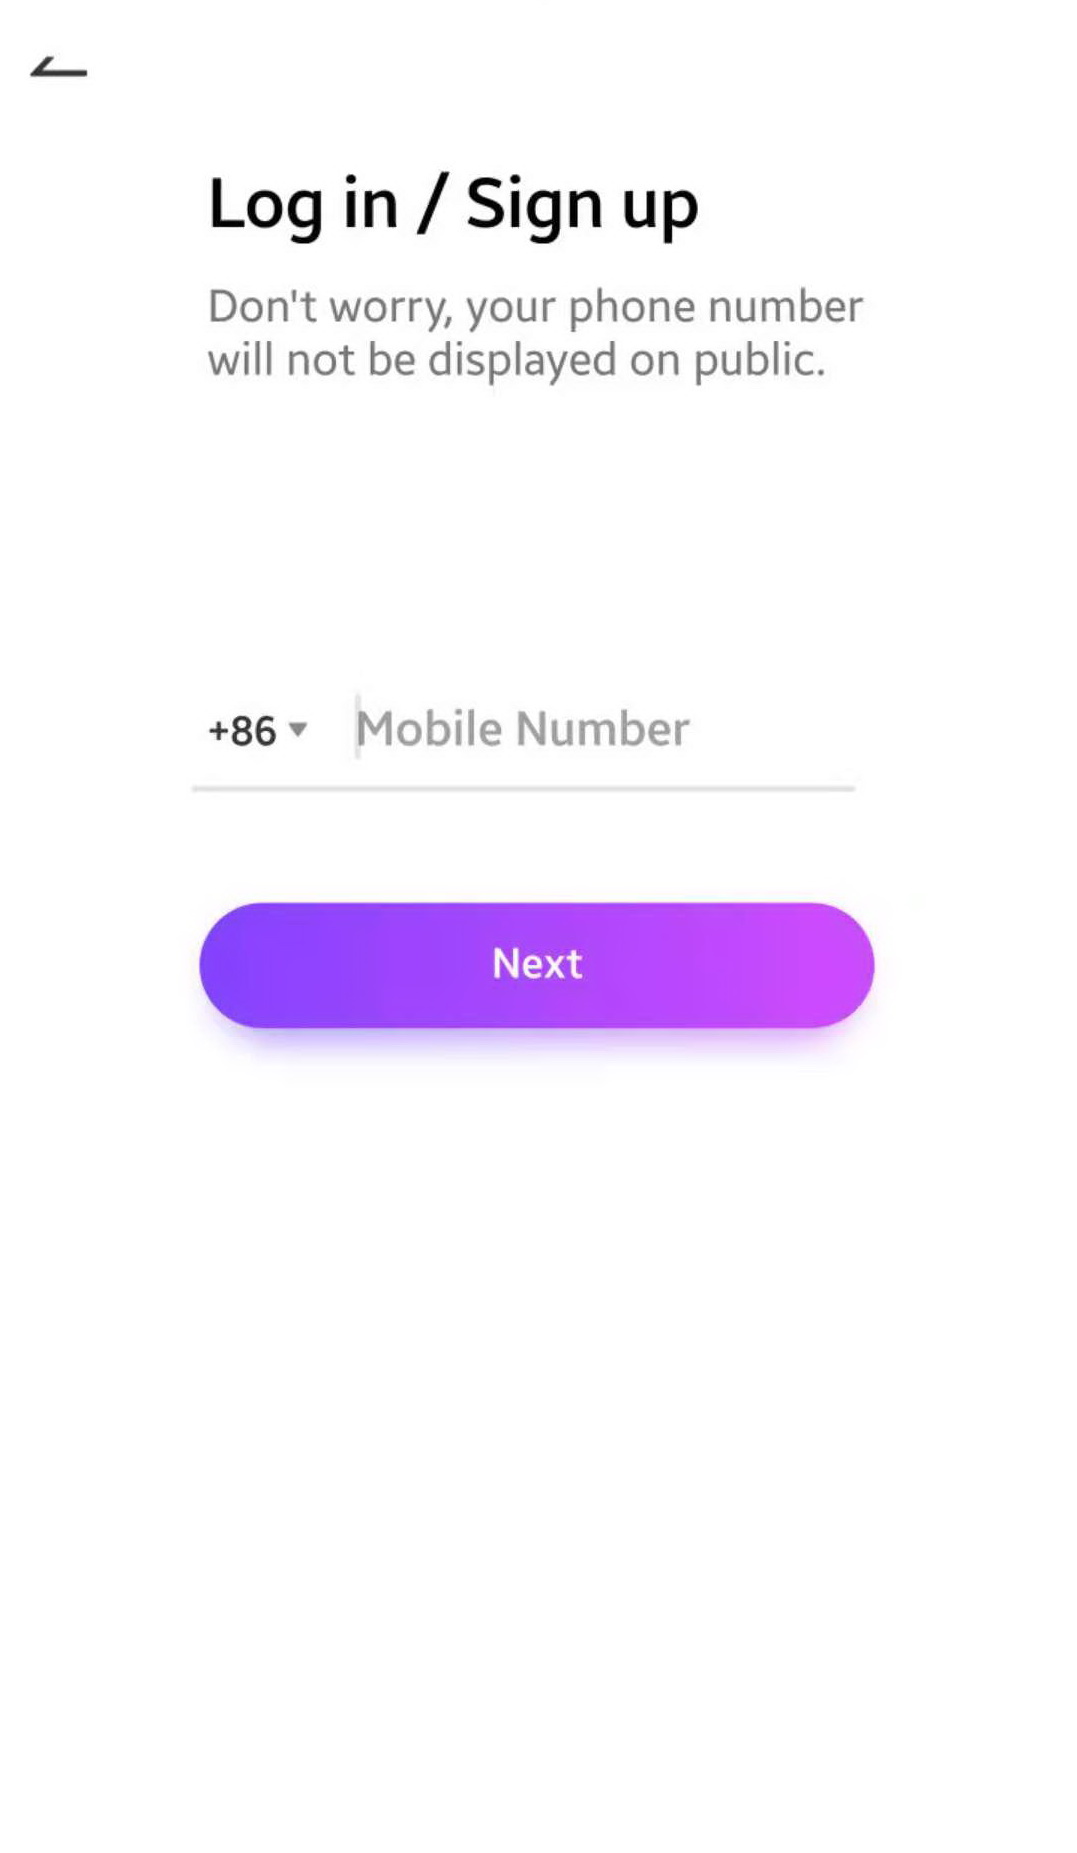 Log in / Sign up
Don't worry, your phone number
will not be displayed on public.
+86 Mobile Number
Next